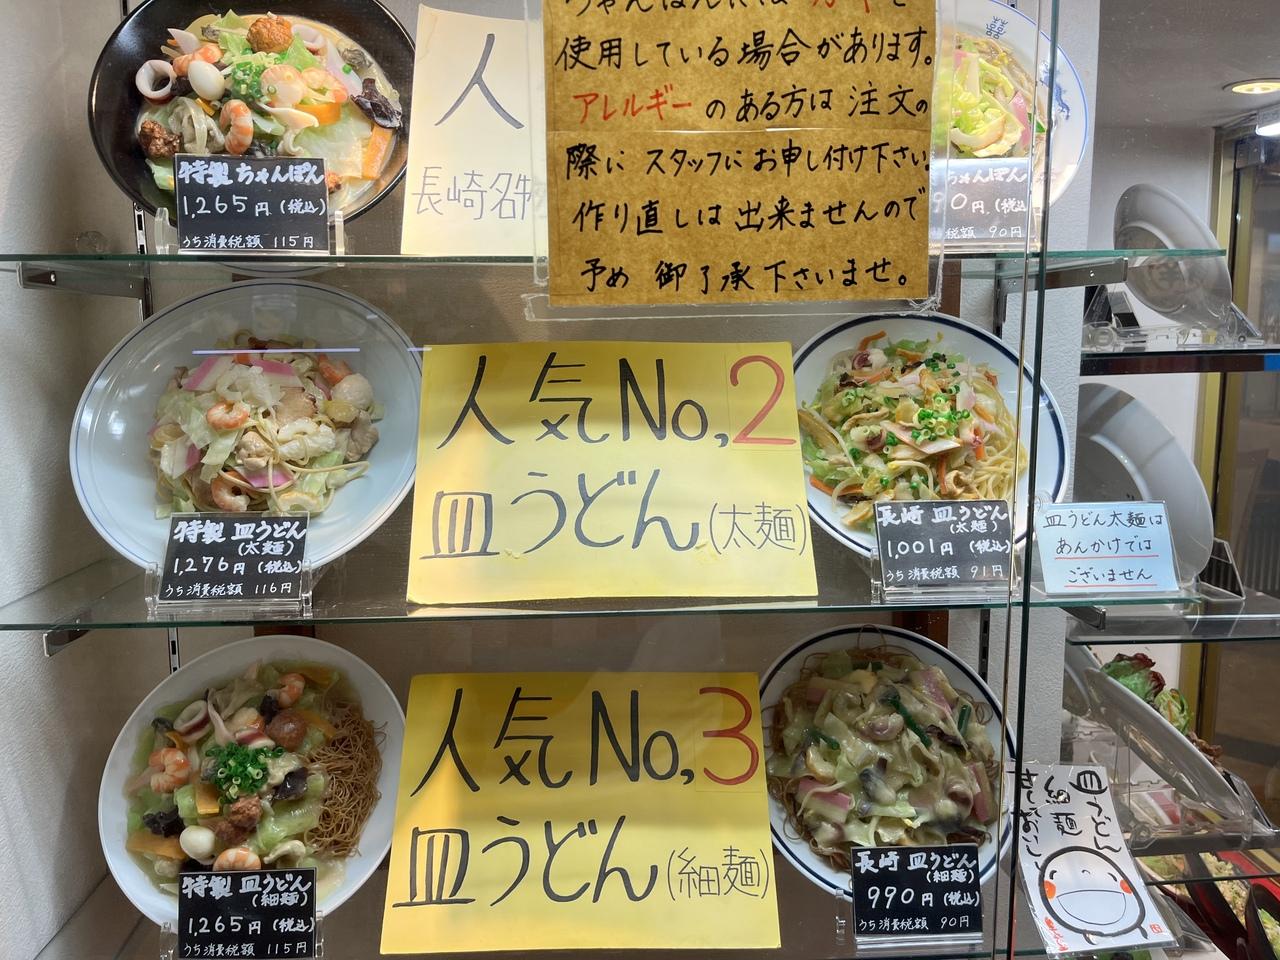 使用している場合があります。
アレルギーのある方は注文の
際にスタッフにお申し付け下さい
作り直しは出来ませんので
予め御了承下さいませ。
人
長崎名物
特製ちゃんぽん
1,265円(税込)
うち消費税額 115円
ちゃんぽん
0円(税込
税額 90円
人気No,2
皿うどん(太麺)
特製 皿うどん
(太麺)
1,276円(税込)
うち消費税額 116円
長崎 皿うどん
(太麺)
1,001円(税込)
うち消費税額 91円
皿うどん太麺は
あんかけでは
ございません
人気No,3
皿うどん(細麺)
特製 皿うどん
(細麺)
1,265円(税込)
うち消費税額 115円
長崎 皿うどん
(細麺)
990円(税込)
うち消費税額 90円
皿うどん
細麺